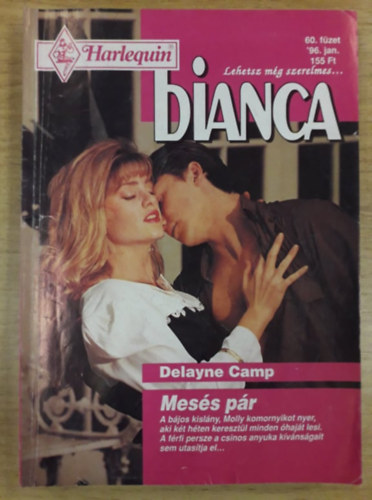 Harlequin®
60. füzet
'96. jan.
155 Ft
Lehetsz még szerelmes...
bIANCA
Delayne Camp
Mesés pár
A bájos kislány, Molly komornyikot nyer,
aki két héten keresztül minden óhaját lesi.
A férfi persze a csinos anyuka kívánságait
sem utasítja el...